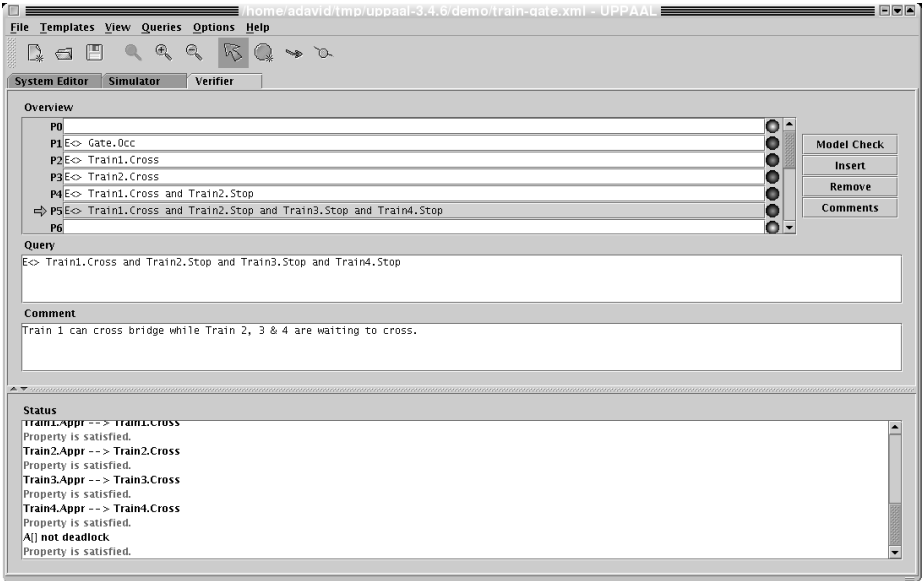 /home/adavid/tmp/uppaal-3.4.6/demo/train-gate.xml - UPPAAL
File Templates View Queries Options Help
System Editor Simulator Verifier
Overview
P0
P1 E<> Gate.Occ
P2 E<> Train1.Cross
P3 E<> Train2.Cross
P4 E<> Train1.Cross and Train2.Stop
P5 E<> Train1.Cross and Train2.Stop and Train3.Stop and Train4.Stop
P6
Model Check
Insert
Remove
Comments
Query
E<> Train1.Cross and Train2.Stop and Train3.Stop and Train4.Stop
Comment
Train 1 can cross bridge while Train 2, 3 & 4 are waiting to cross.
Status
Train1.Appr --> Train1.Cross
Property is satisfied.
Train2.Appr --> Train2.Cross
Property is satisfied.
Train3.Appr --> Train3.Cross
Property is satisfied.
Train4.Appr --> Train4.Cross
Property is satisfied.
A[] not deadlock
Property is satisfied.